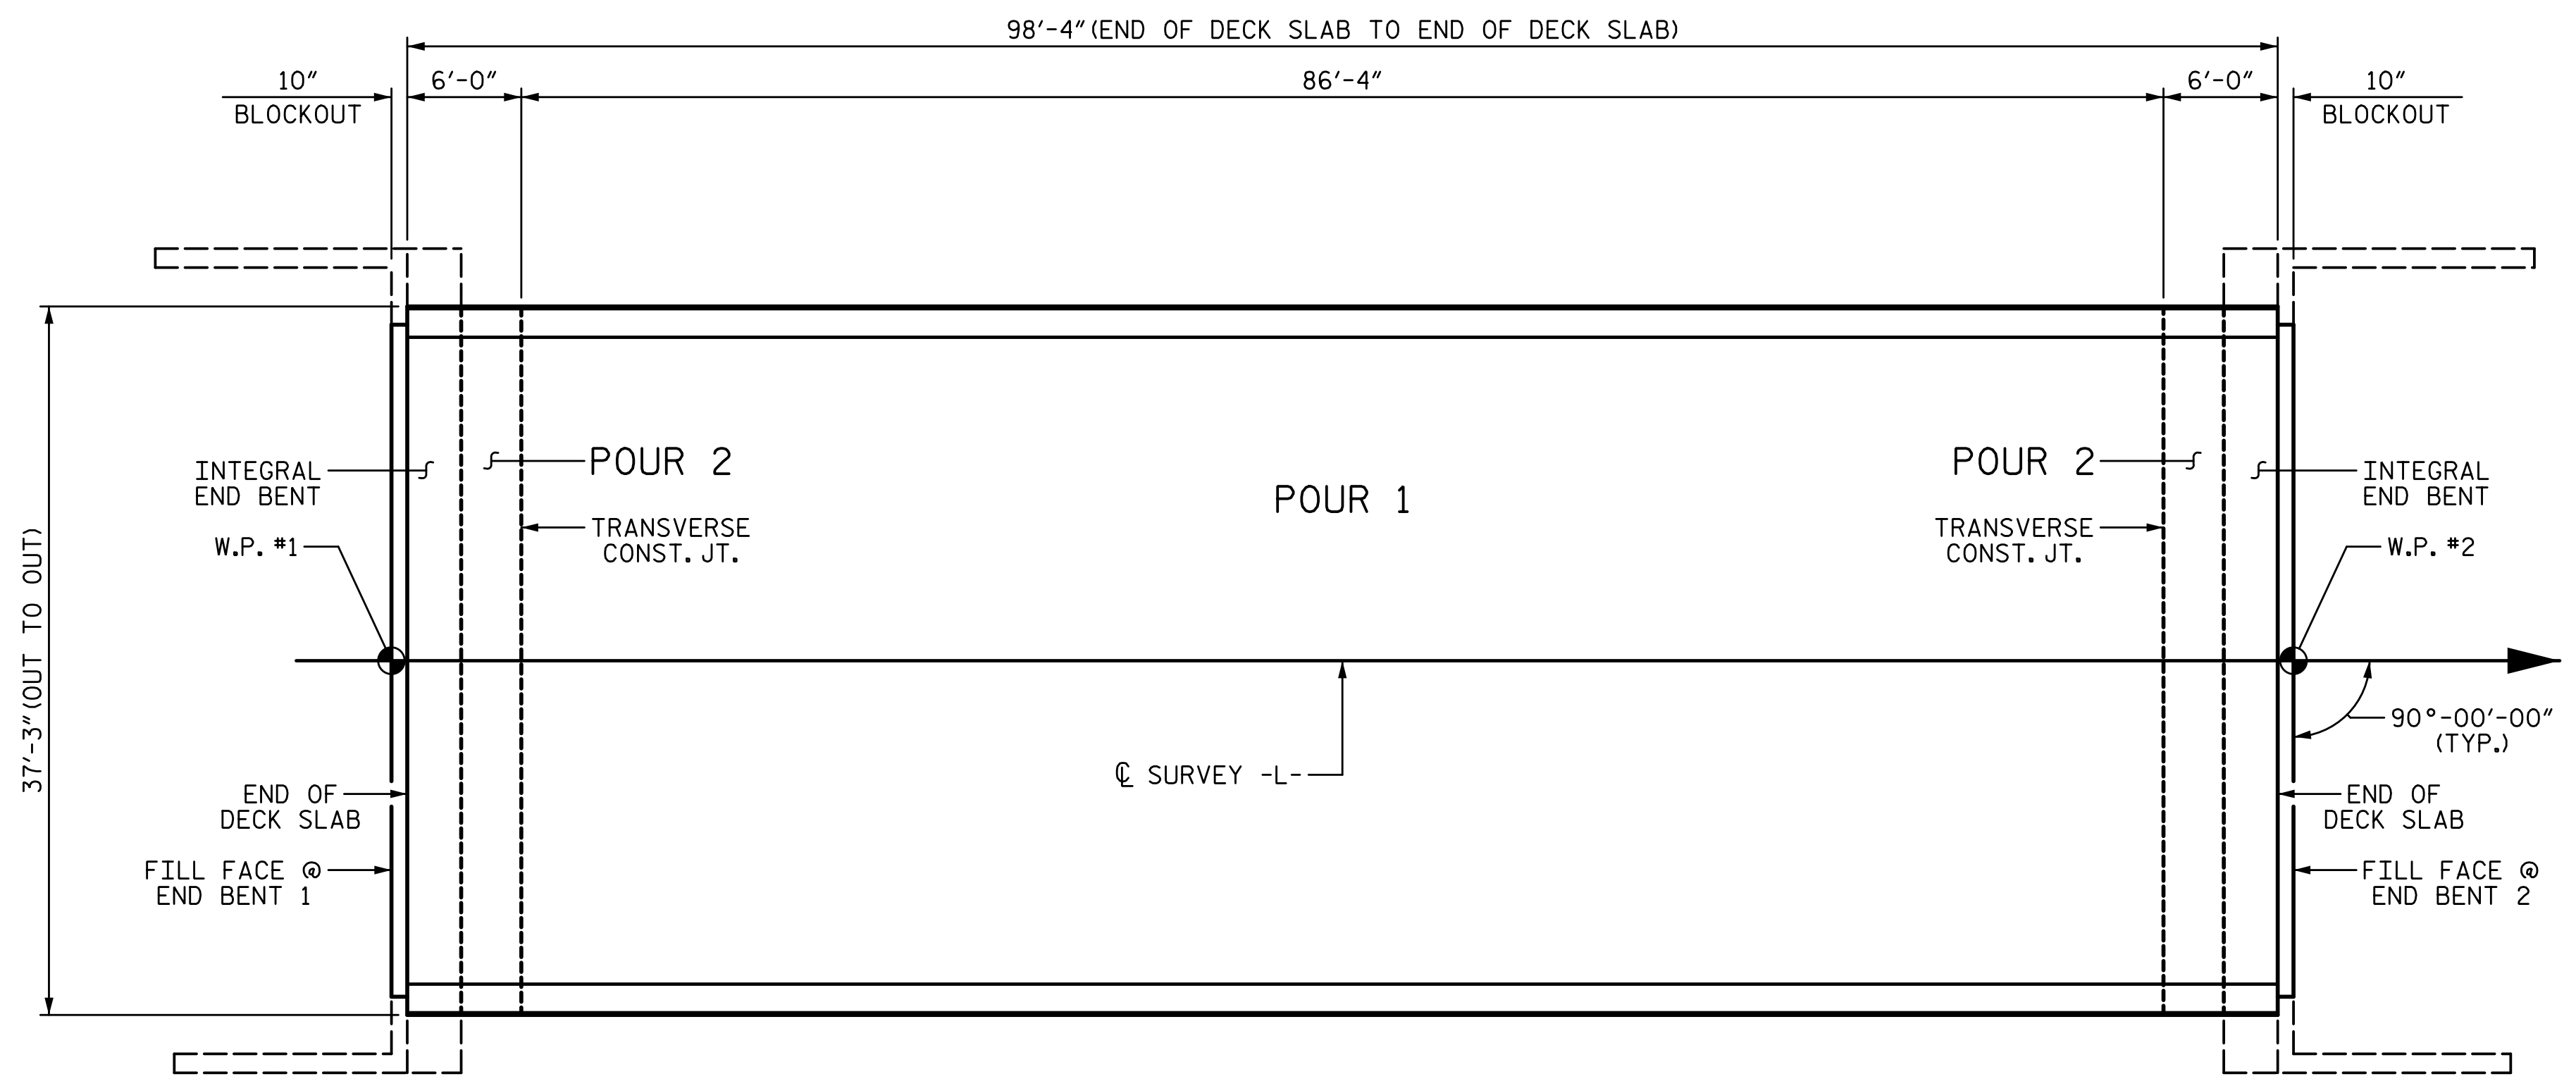 98'-4"(END OF DECK SLAB TO END OF DECK SLAB)
10"
BLOCKOUT
6'-0"
86'-4"
6'-0"
10"
BLOCKOUT
INTEGRAL
END BENT
W.P. #1
POUR 2
TRANSVERSE
CONST. JT.
POUR 1
POUR 2
TRANSVERSE
CONST. JT.
INTEGRAL
END BENT
W.P. #2
37'-3"(OUT TO OUT)
90°-00'-00"
(TYP.)
℄ SURVEY -L-
END OF
DECK SLAB
FILL FACE @
END BENT 1
END OF
DECK SLAB
FILL FACE @
END BENT 2